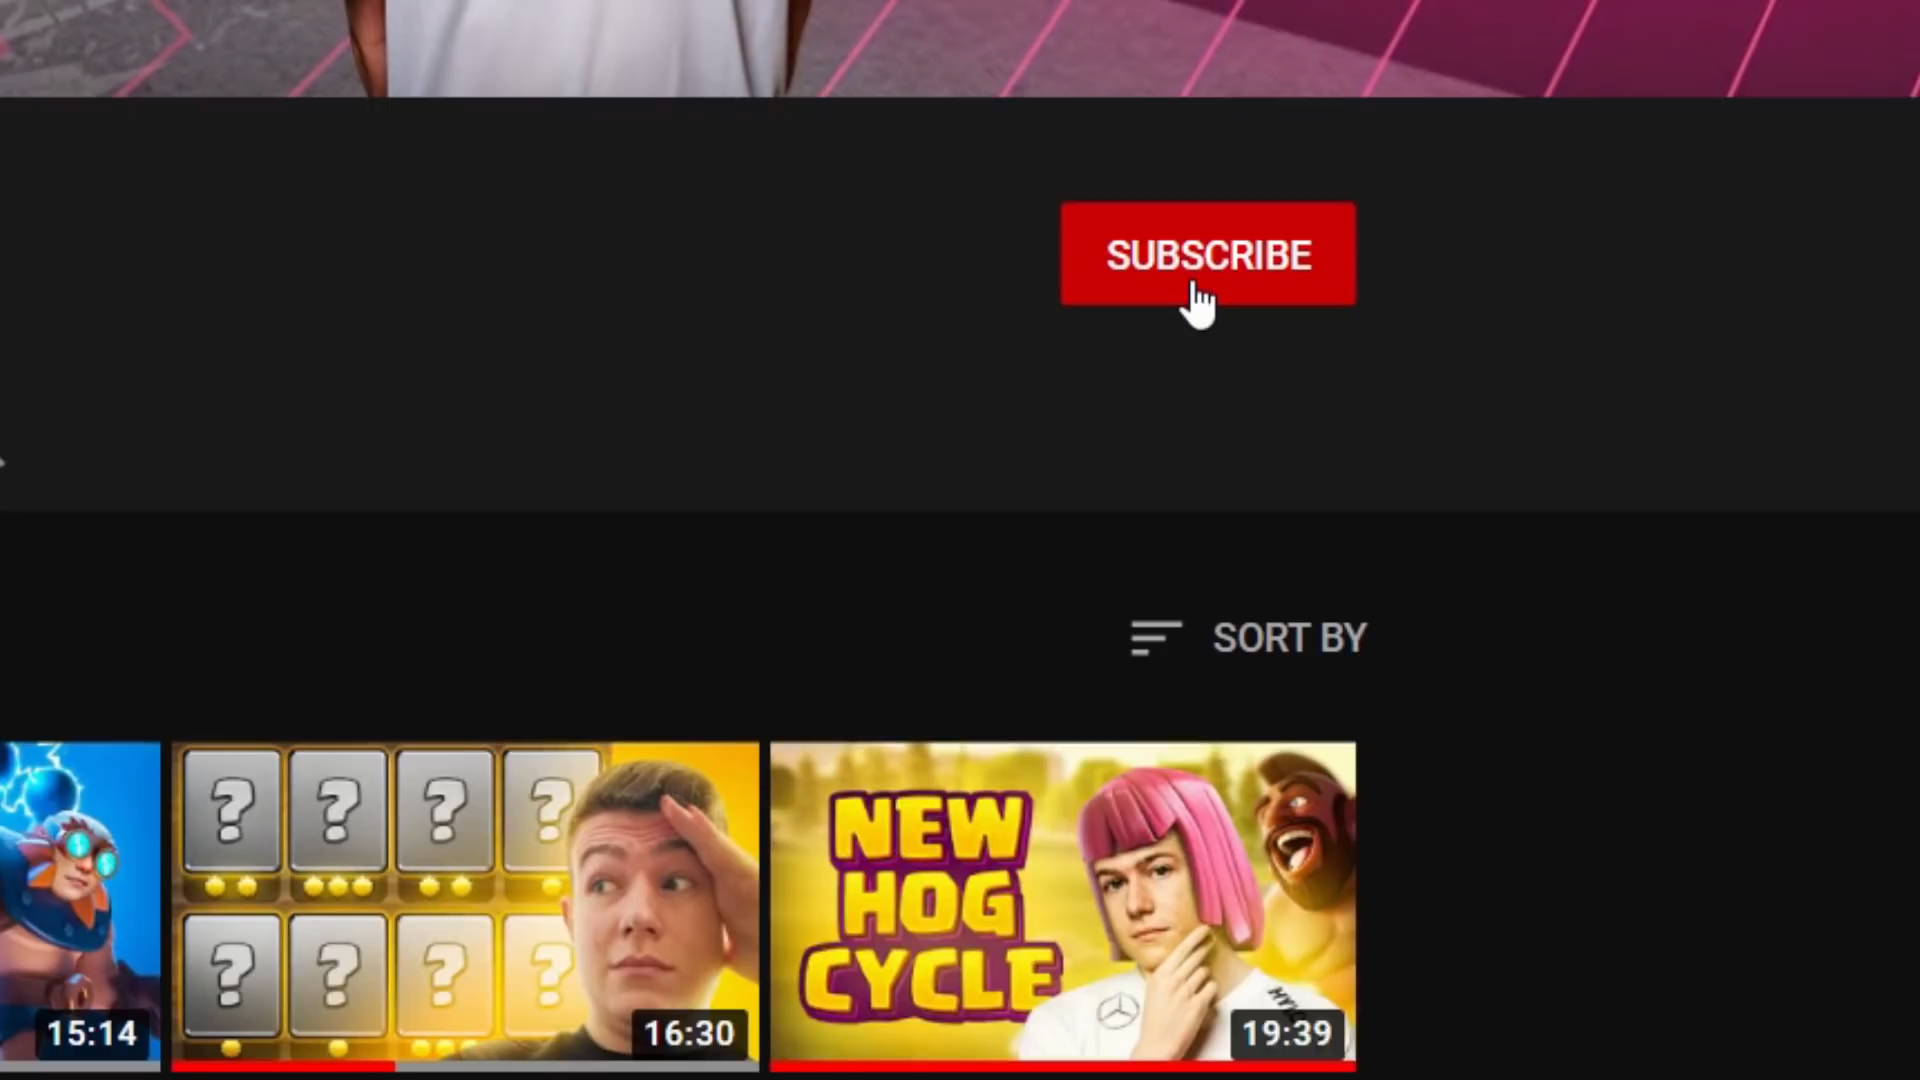 SUBSCRIBE
SORT BY
? ? ? ?
? ? ? ?
NEW
HOG
CYCLE
15:14
16:30
19:39